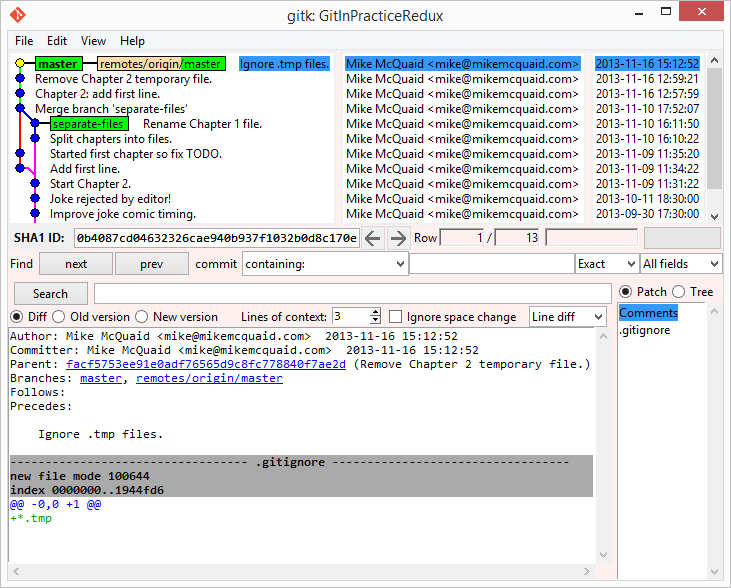 gitk: GitInPracticeRedux
File Edit View Help
master remotes/origin/master Ignore .tmp files. Mike McQuaid <mike@mikemcquaid.com> 2013-11-16 15:12:52
Remove Chapter 2 temporary file. Mike McQuaid <mike@mikemcquaid.com> 2013-11-16 12:59:21
Chapter 2: add first line. Mike McQuaid <mike@mikemcquaid.com> 2013-11-16 12:57:59
Merge branch 'separate-files' Mike McQuaid <mike@mikemcquaid.com> 2013-11-10 17:52:07
separate-files Rename Chapter 1 file. Mike McQuaid <mike@mikemcquaid.com> 2013-11-10 16:11:50
Split chapters into files. Mike McQuaid <mike@mikemcquaid.com> 2013-11-10 16:10:22
Started first chapter so fix TODO. Mike McQuaid <mike@mikemcquaid.com> 2013-11-09 11:35:20
Add first line. Mike McQuaid <mike@mikemcquaid.com> 2013-11-09 11:34:22
Start Chapter 2. Mike McQuaid <mike@mikemcquaid.com> 2013-11-09 11:31:22
Joke rejected by editor! Mike McQuaid <mike@mikemcquaid.com> 2013-10-11 18:30:00
Improve joke comic timing. Mike McQuaid <mike@mikemcquaid.com> 2013-09-30 17:30:00
SHA1 ID: 0b4087cd04632326cae940b937f1032b0d8c170e Row 1 / 13
Find next prev commit containing: Exact All fields
Search
Diff Old version New version Lines of context: 3 Ignore space change Line diff
Patch Tree
Comments
.gitignore
Author: Mike McQuaid <mike@mikemcquaid.com> 2013-11-16 15:12:52
Committer: Mike McQuaid <mike@mikemcquaid.com> 2013-11-16 15:12:52
Parent: facf5753ee91e0adf76565d9c8fc778840f7ae2d (Remove Chapter 2 temporary file.)
Branches: master, remotes/origin/master
Follows:
Precedes:
Ignore .tmp files.
---------------------------------- .gitignore ----------------------------------
new file mode 100644
index 0000000..1944fd6
@@ -0,0 +1 @@
+*.tmp